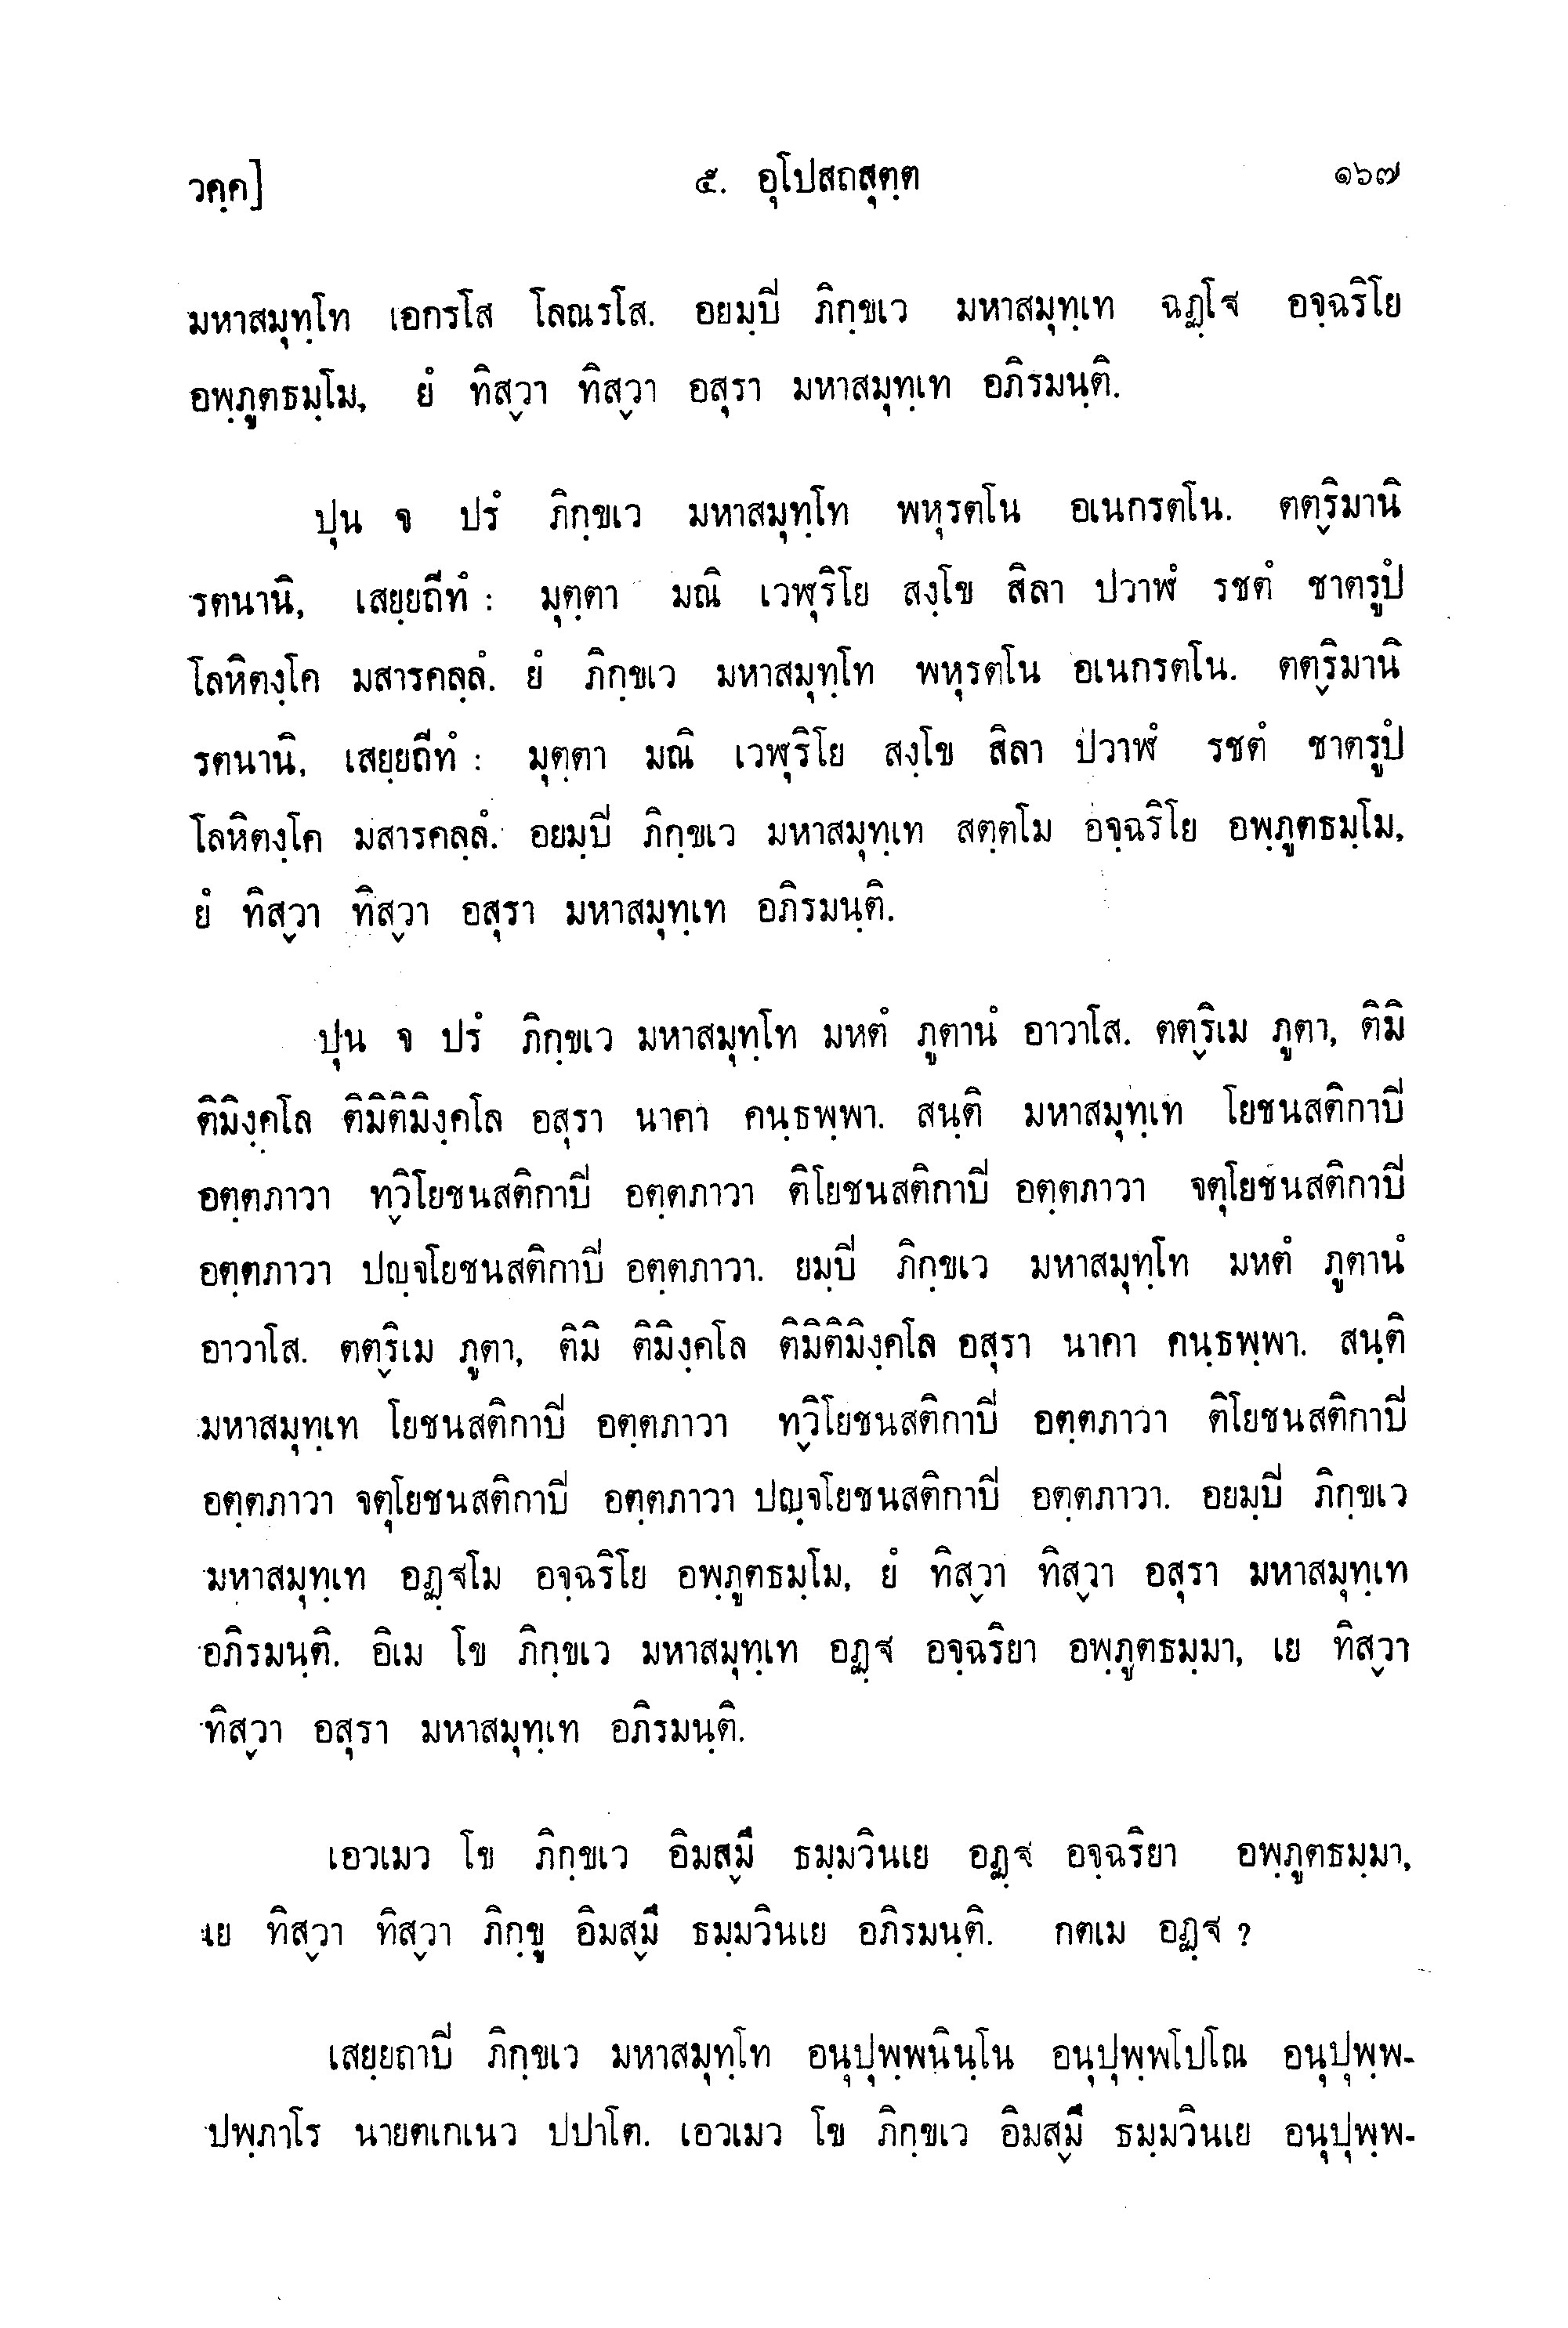 วคฺค]
๕. อุโปสถสุตฺต
๑๖๗
มหาสมุทฺโท เอกรโส โลณรโส. อยมฺปิ ภิกฺขเว มหาสมุทฺเท ฉฏฺโฐ อจฺฉริโย
อพฺภูตธมฺโม, ยํ ทิสฺวา ทิสฺวา อสุรา มหาสมุทฺเท อภิรมนฺติ.
ปุน จ ปรํ ภิกฺขเว มหาสมุทฺโท พหุรตโน อเนกรตโน. ตตฺริมานิ
รตนานิ, เสยฺยถีทํ : มุตฺตา มณิ เวฬุริโย สงฺโข สิลา ปวาฬํ รชตํ ชาตรูปํ
โลหิตงฺโค มสารคลฺลํ. ยํ ภิกฺขเว มหาสมุทฺโท พหุรตโน อเนกรตโน. ตตฺริมานิ
รตนานิ, เสยฺยถีทํ : มุตฺตา มณิ เวฬุริโย สงฺโข สิลา ปวาฬํ รชตํ ชาตรูปํ
โลหิตงฺโค มสารคลฺลํ. อยมฺปิ ภิกฺขเว มหาสมุทฺเท สตฺตโม อจฺฉริโย อพฺภูตธมฺโม,
ยํ ทิสฺวา ทิสฺวา อสุรา มหาสมุทฺเท อภิรมนฺติ.
ปุน จ ปรํ ภิกฺขเว มหาสมุทฺโท มหตํ ภูตานํ อาวาโส. ตตฺริเม ภูตา, ติมิ
ติมิงฺคโล ติมิติมิงฺคโล อสุรา นาคา คนฺธพฺพา. สนฺติ มหาสมุทฺเท โยชนสติกาปิ
อตฺตภาวา ทฺวิโยชนสติกาปิ อตฺตภาวา ติโยชนสติกาปิ อตฺตภาวา จตุโยชนสติกาปิ
อตฺตภาวา ปญฺจโยชนสติกาปิ อตฺตภาวา. ยมฺปิ ภิกฺขเว มหาสมุทฺโท มหตํ ภูตานํ
อาวาโส. ตตฺริเม ภูตา, ติมิ ติมิงฺคโล ติมิติมิงฺคโล อสุรา นาคา คนฺธพฺพา. สนฺติ
มหาสมุทฺเท โยชนสติกาปิ อตฺตภาวา ทฺวิโยชนสติกาปิ อตฺตภาวา ติโยชนสติกาปิ
อตฺตภาวา จตุโยชนสติกาปิ อตฺตภาวา ปญฺจโยชนสติกาปิ อตฺตภาวา. อยมฺปิ ภิกฺขเว
มหาสมุทฺเท อฏฺฐโม อจฺฉริโย อพฺภูตธมฺโม, ยํ ทิสฺวา ทิสฺวา อสุรา มหาสมุทฺเท
อภิรมนฺติ. อิเม โข ภิกฺขเว มหาสมุทฺเท อฏฺฐ อจฺฉริยา อพฺภูตธมฺมา, เย ทิสฺวา
ทิสฺวา อสุรา มหาสมุทฺเท อภิรมนฺติ.
เอวเมว โข ภิกฺขเว อิมสฺมึ ธมฺมวินเย อฏฺฐ อจฺฉริยา อพฺภูตธมฺมา,
เย ทิสฺวา ทิสฺวา ภิกฺขู อิมสฺมึ ธมฺมวินเย อภิรมนฺติ. กตเม อฏฺฐ ?
เสยฺยถาปิ ภิกฺขเว มหาสมุทฺโท อนุปุพฺพนินฺโน อนุปุพฺพโปโณ อนุปุพฺพ-
ปพฺภาโร นายตเกเนว ปปาโต. เอวเมว โข ภิกฺขเว อิมสฺมึ ธมฺมวินเย อนุปุพฺพ-